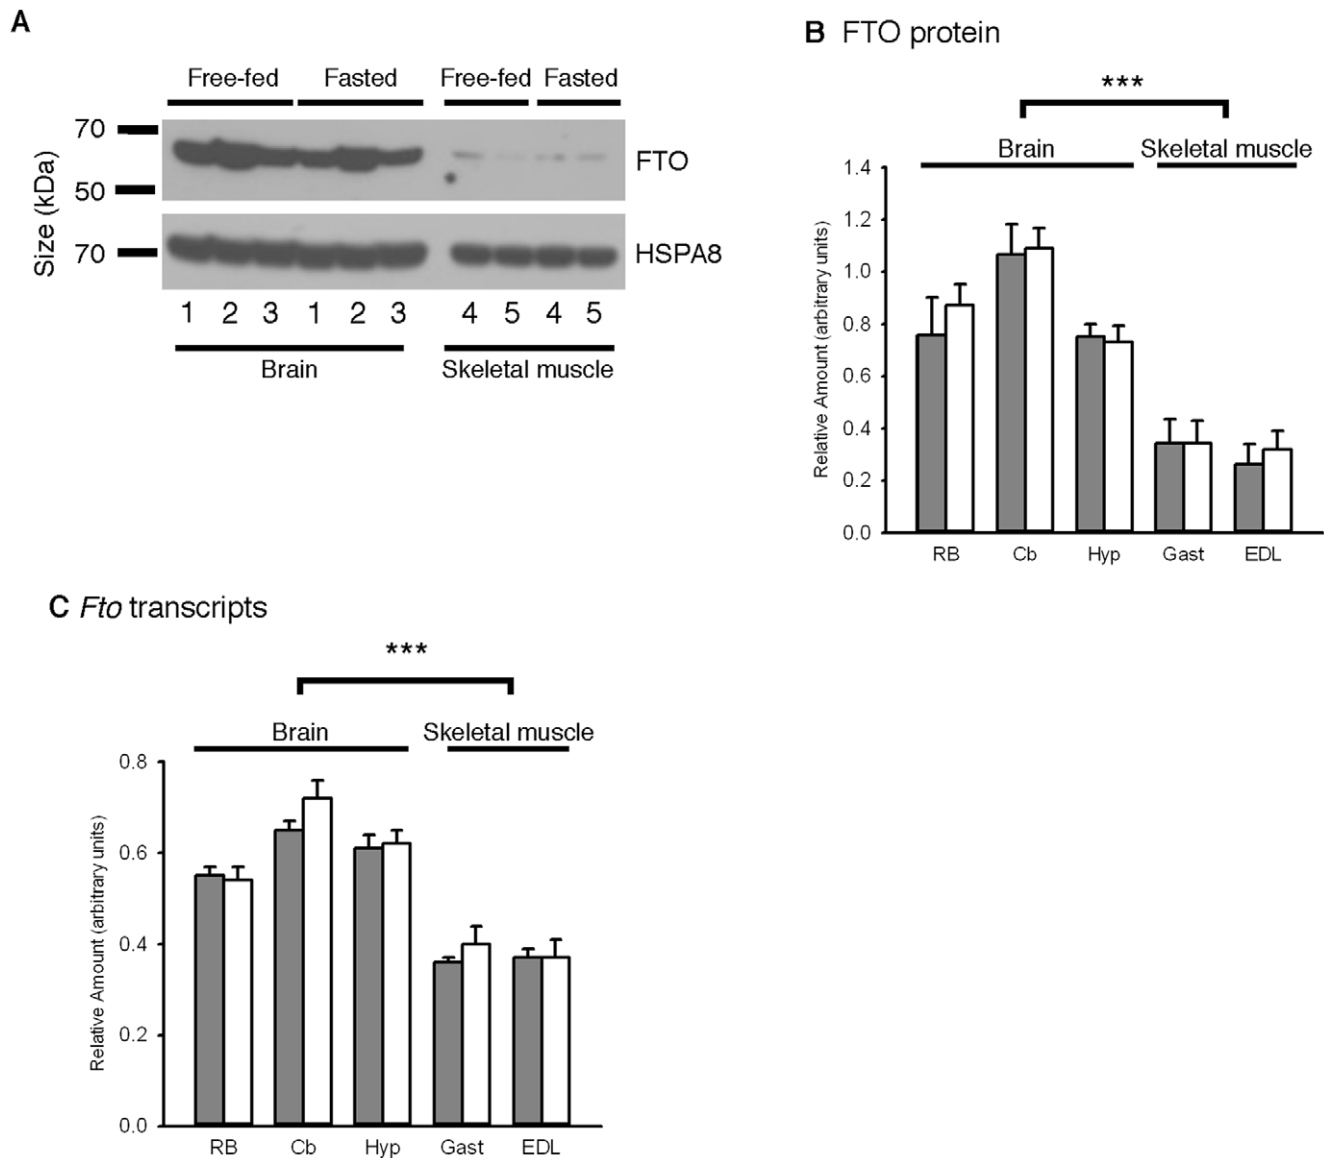 A
Free-fed Fasted Free-fed Fasted
70
50
70
Size (kDa)
FTO
HSPA8
1 2 3 1 2 3 4 5 4 5
Brain Skeletal muscle
B FTO protein
***
Brain Skeletal muscle
1.4
1.2
1.0
0.8
0.6
0.4
0.2
0.0
Relative Amount (arbitrary units)
RB Cb Hyp Gast EDL
C Fto transcripts
***
Brain Skeletal muscle
0.8
0.6
0.4
0.2
0.0
Relative Amount (arbitrary units)
RB Cb Hyp Gast EDL